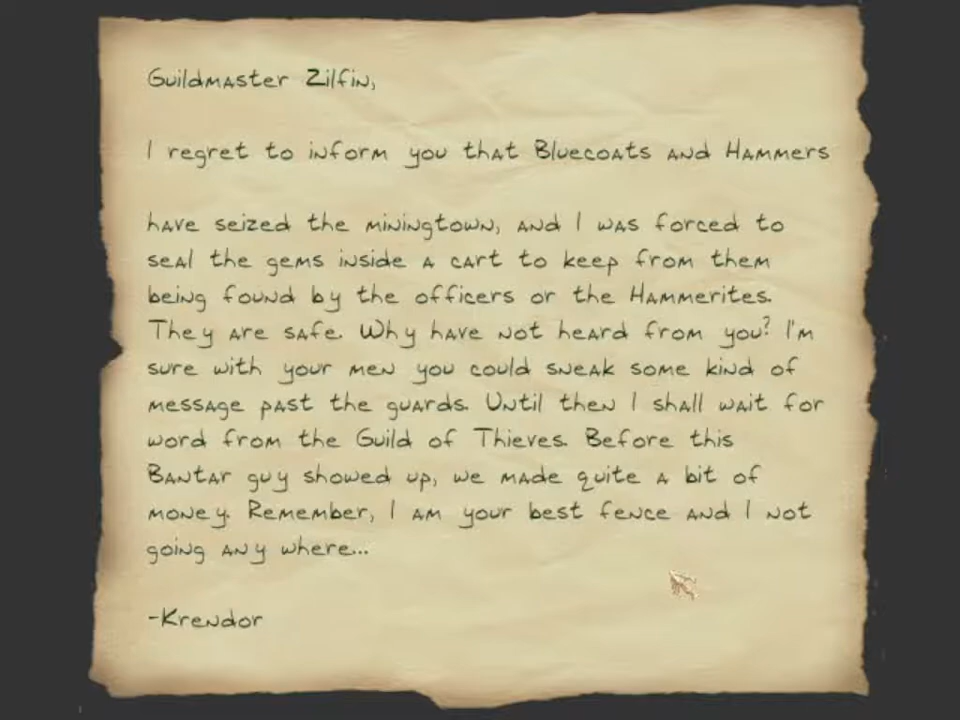 Guildmaster Zilfin,
I regret to inform you that Bluecoats and Hammers
have seized the miningtown, and I was forced to
seal the gems inside a cart to keep from them
being found by the officers or the Hammerites.
They are safe. Why have not heard from you? I'm
sure with your men you could sneak some kind of
message past the guards. Until then I shall wait for
word from the Guild of Thieves. Before this
Bantar guy showed up, we made quite a bit of
money. Remember, I am your best fence and I not
going any where...
-Krendor